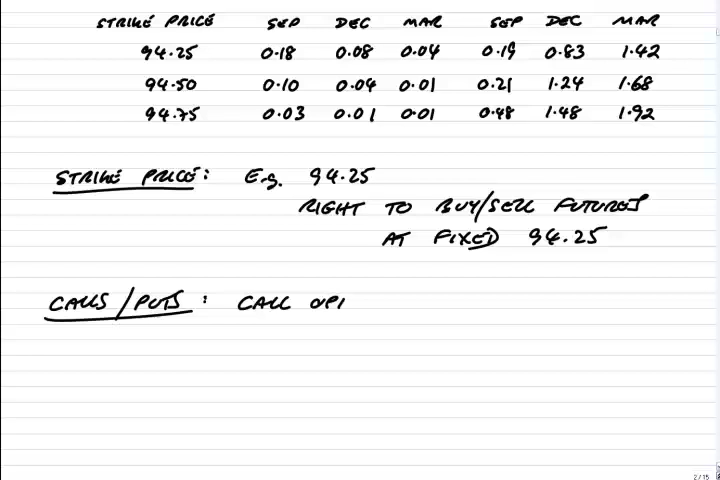 STRIKE PRICE SEP DEC MAR SEP DEC MAR
94.25 0.18 0.08 0.04 0.19 0.83 1.42
94.50 0.10 0.04 0.01 0.21 1.24 1.68
94.75 0.03 0.01 0.01 0.48 1.48 1.92
STRIKE PRICE: E.g. 94.25
RIGHT TO BUY/SELL FUTURES
AT FIXED 94.25
CALLS/PUTS: CALL OPI
2/15